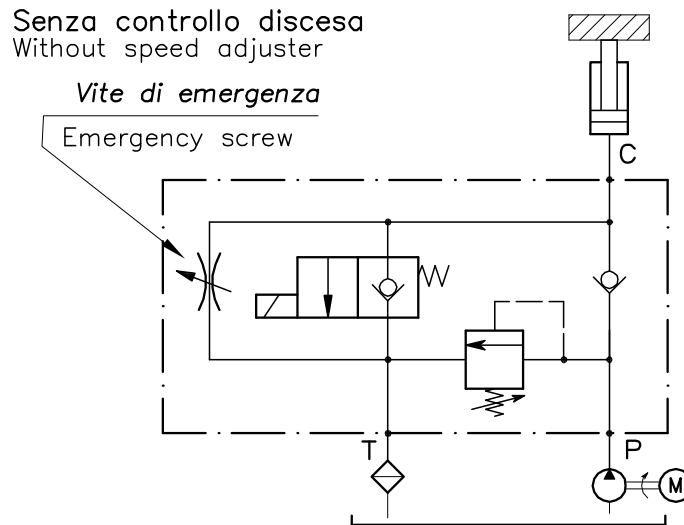 Senza controllo discesa
Without speed adjuster
Vite di emergenza
Emergency screw
C
T
P
M